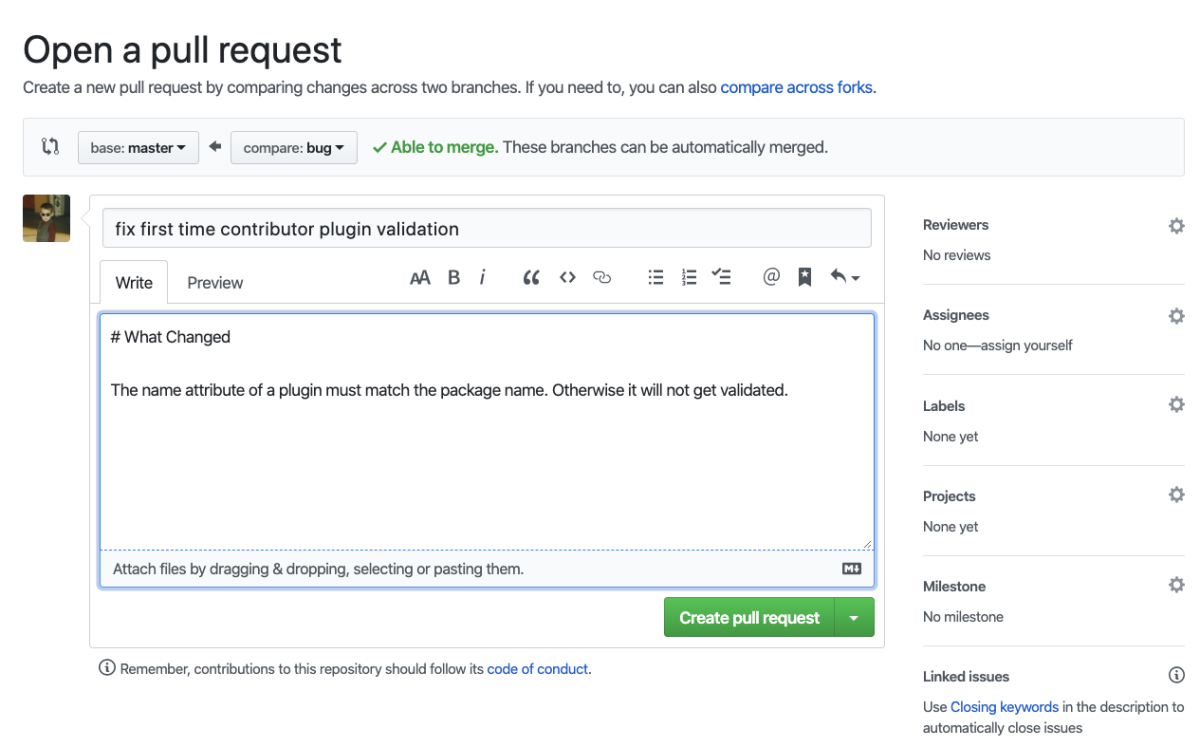 Open a pull request
Create a new pull request by comparing changes across two branches. If you need to, you can also compare across forks.
base: master compare: bug Able to merge. These branches can be automatically merged.
fix first time contributor plugin validation
Write Preview
# What Changed
The name attribute of a plugin must match the package name. Otherwise it will not get validated.
Attach files by dragging & dropping, selecting or pasting them.
Create pull request
Remember, contributions to this repository should follow its code of conduct.
Reviewers
No reviews
Assignees
No one—assign yourself
Labels
None yet
Projects
None yet
Milestone
No milestone
Linked issues
Use Closing keywords in the description to
automatically close issues